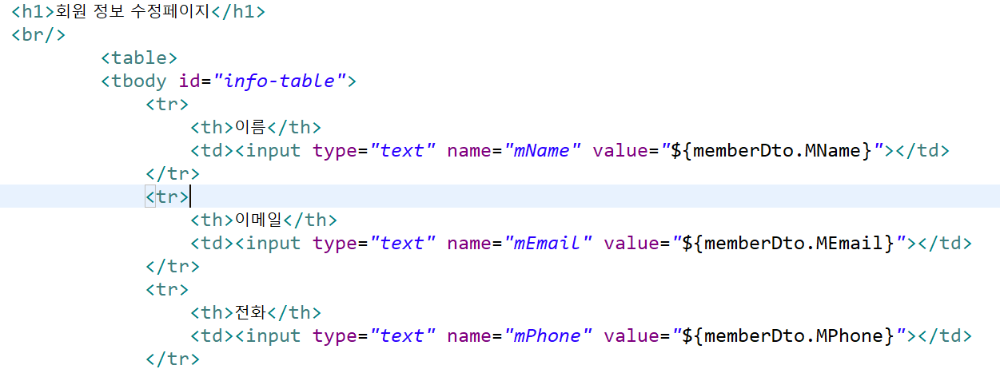 <h1>회원 정보 수정페이지</h1>
<br/>
<table>
<tbody id="info-table">
<tr>
<th>이름</th>
<td><input type="text" name="mName" value="${memberDto.MName}"></td>
</tr>
<tr>
<th>이메일</th>
<td><input type="text" name="mEmail" value="${memberDto.MEmail}"></td>
</tr>
<tr>
<th>전화</th>
<td><input type="text" name="mPhone" value="${memberDto.MPhone}"></td>
</tr>